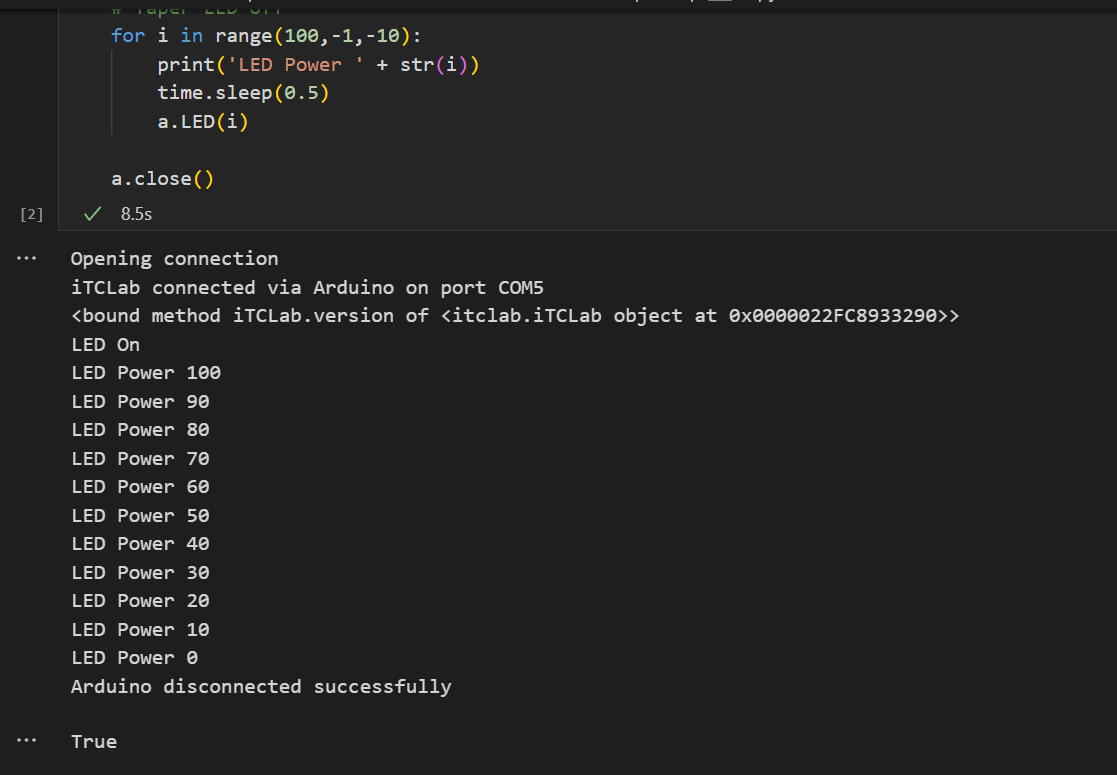 # Taper LED Off
for i in range(100,-1,-10):
print('LED Power ' + str(i))
time.sleep(0.5)
a.LED(i)
a.close()
[2]
8.5s
Opening connection
iTCLab connected via Arduino on port COM5
<bound method iTCLab.version of <itclab.iTCLab object at 0x0000022FC8933290>>
LED On
LED Power 100
LED Power 90
LED Power 80
LED Power 70
LED Power 60
LED Power 50
LED Power 40
LED Power 30
LED Power 20
LED Power 10
LED Power 0
Arduino disconnected successfully
True